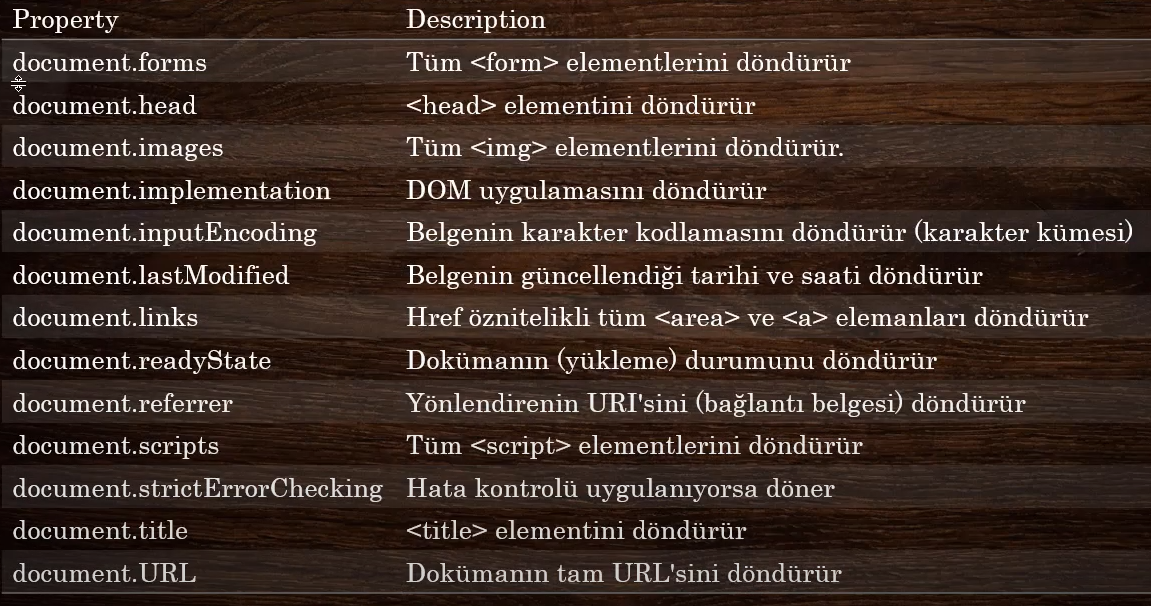 Property Description
document.forms Tüm <form> elementlerini döndürür
document.head <head> elementini döndürür
document.images Tüm <img> elementlerini döndürür.
document.implementation DOM uygulamasını döndürür
document.inputEncoding Belgenin karakter kodlamasını döndürür (karakter kümesi)
document.lastModified Belgenin güncellendiği tarihi ve saati döndürür
document.links Href öznitelikli tüm <area> ve <a> elemanları döndürür
document.readyState Dokümanın (yükleme) durumunu döndürür
document.referrer Yönlendirenin URI'sini (bağlantı belgesi) döndürür
document.scripts Tüm <script> elementlerini döndürür
document.strictErrorChecking Hata kontrolü uygulanıyorsa döner
document.title <title> elementini döndürür
document.URL Dokümanın tam URL'sini döndürür